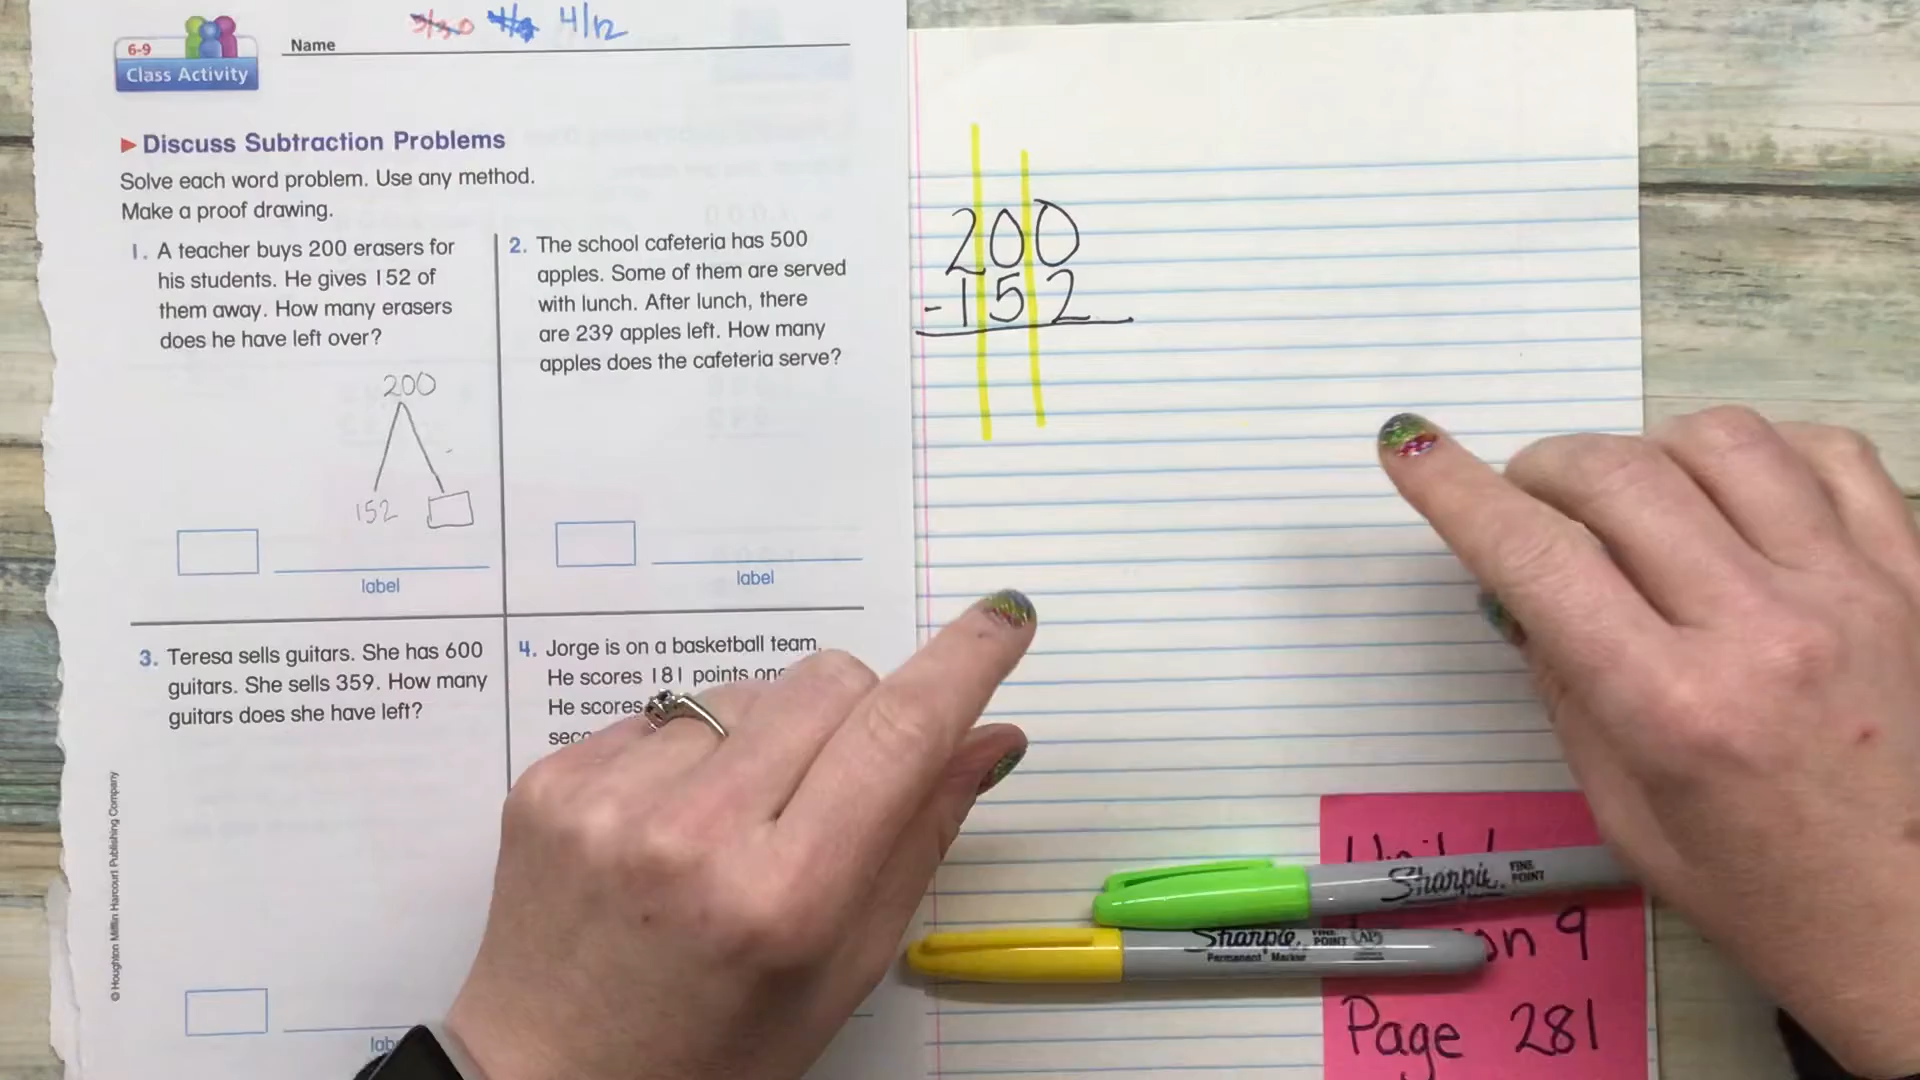 6-9
Class Activity
Name
4/12
Discuss Subtraction Problems
Solve each word problem. Use any method.
Make a proof drawing.
1. A teacher buys 200 erasers for
his students. He gives 152 of
them away. How many erasers
does he have left over?
200
152
label
2. The school cafeteria has 500
apples. Some of them are served
with lunch. After lunch, there
are 239 apples left. How many
apples does the cafeteria serve?
label
3. Teresa sells guitars. She has 600
guitars. She sells 359. How many
guitars does she have left?
4. Jorge is on a basketball team.
He scores 181 points
He scores
© Houghton Mifflin Harcourt Publishing Company
200
-152
Sharpie. FINE POINT
Sharpie. FINE POINT AP
Permanent Marker
9
Page 281